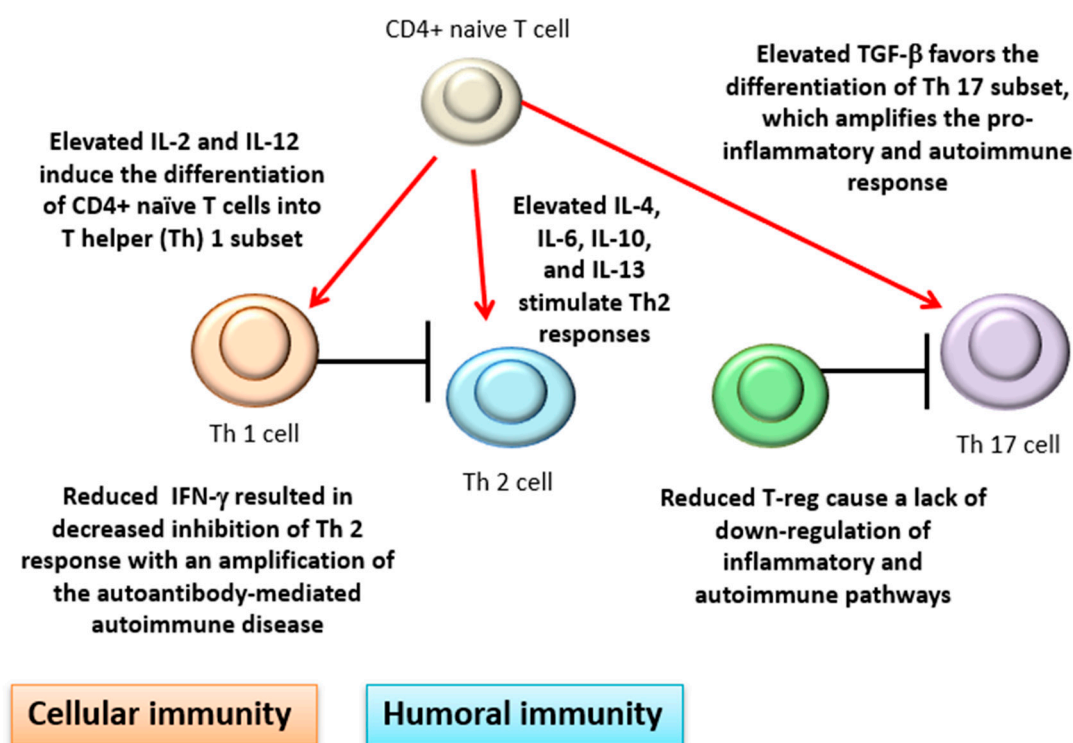 CD4+ naive T cell
Elevated TGF-β favors the
differentiation of Th 17 subset,
which amplifies the pro-
inflammatory and autoimmune
response
Elevated IL-2 and IL-12
induce the differentiation
of CD4+ naïve T cells into
T helper (Th) 1 subset
Elevated IL-4,
IL-6, IL-10,
and IL-13
stimulate Th2
responses
Th 1 cell
Th 2 cell
Th 17 cell
Reduced IFN-γ resulted in
decreased inhibition of Th 2
response with an amplification of
the autoantibody-mediated
autoimmune disease
Reduced T-reg cause a lack of
down-regulation of
inflammatory and
autoimmune pathways
Cellular immunity
Humoral immunity